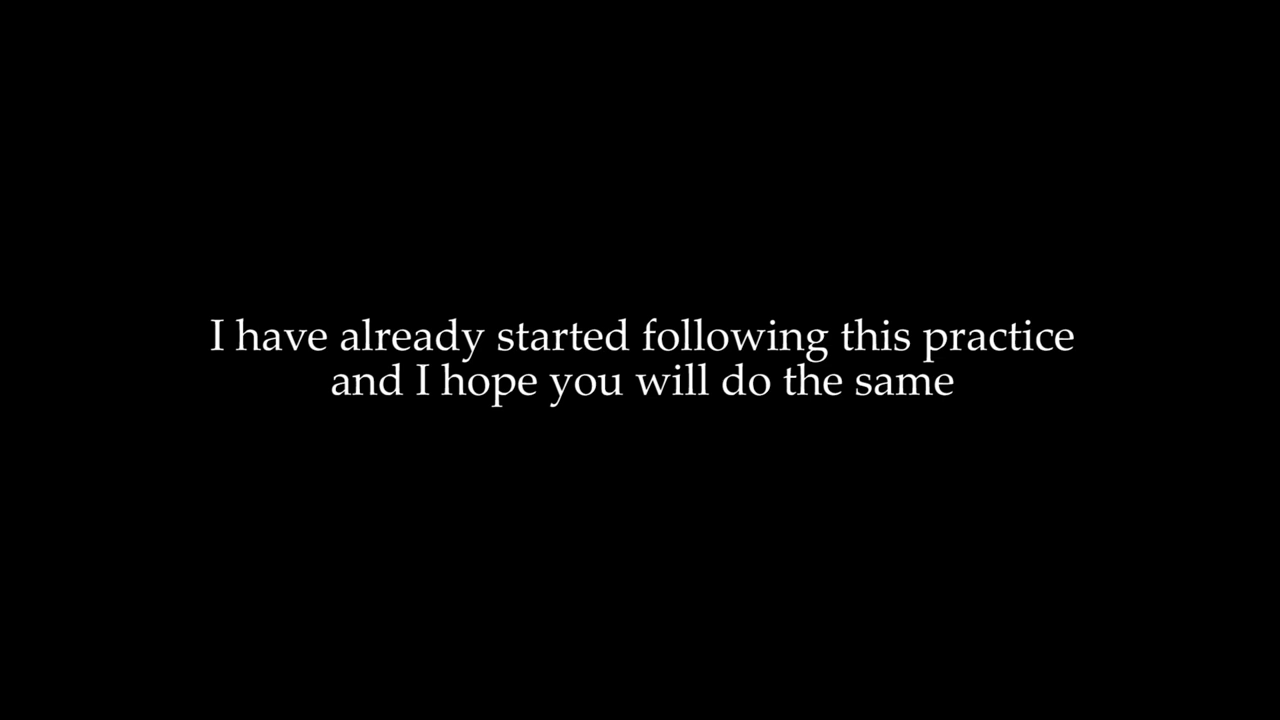 I have already started following this practice
and I hope you will do the same